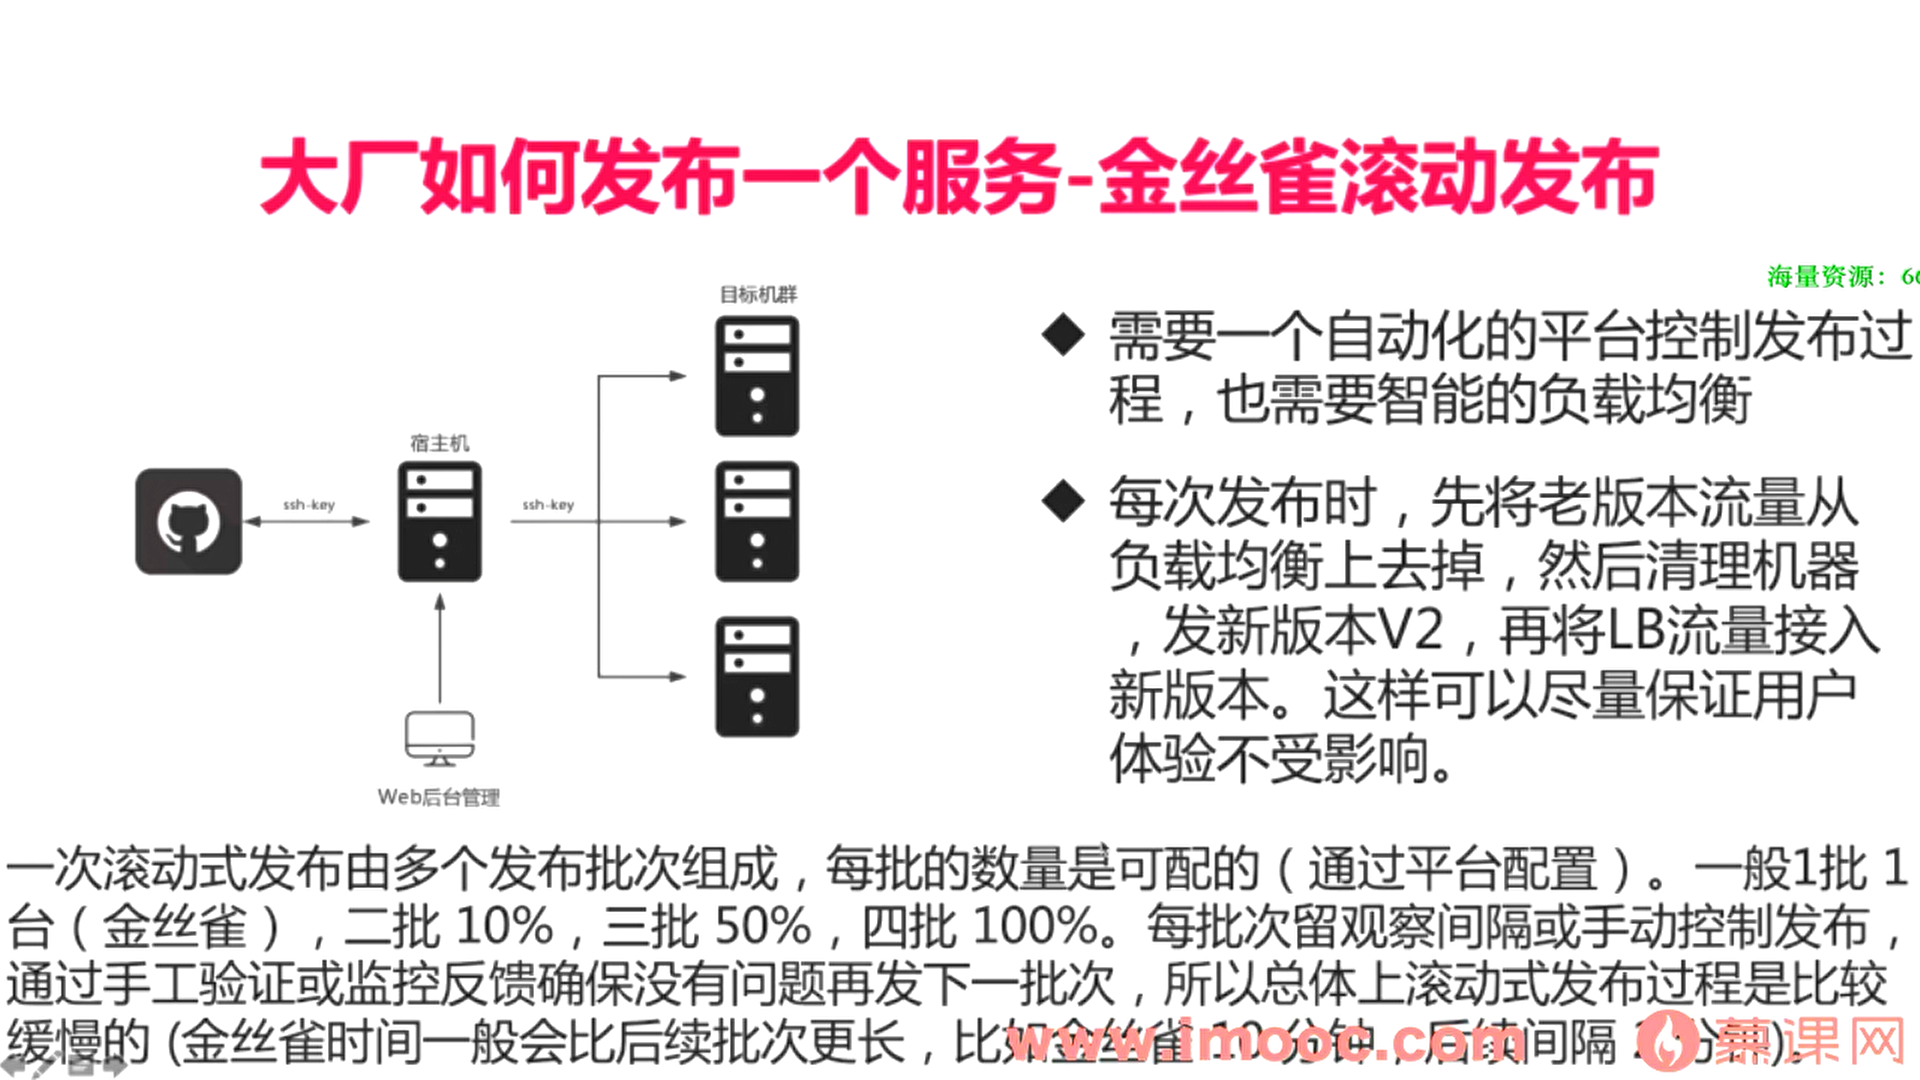 大厂如何发布一个服务-金丝雀滚动发布
海量资源：
目标机群
宿主机
ssh-key
ssh-key
Web后台管理
◆ 需要一个自动化的平台控制发布过
程，也需要智能的负载均衡
◆ 每次发布时，先将老版本流量从
负载均衡上去掉，然后清理机器
，发新版本V2，再将LB流量接入
新版本。这样可以尽量保证用户
体验不受影响。
一次滚动式发布由多个发布批次组成，每批的数量是可配的（通过平台配置）。一般1批 1
台（金丝雀），二批 10%，三批 50%，四批 100%。每批次留观察间隔或手动控制发布，
通过手工验证或监控反馈确保没有问题再发下一批次，所以总体上滚动式发布过程是比较
缓慢的 (金丝雀时间一般会比后续批次更长，比如金丝雀 10 分钟，后续间隔 2 分钟)。
www.imooc.com
慕课网